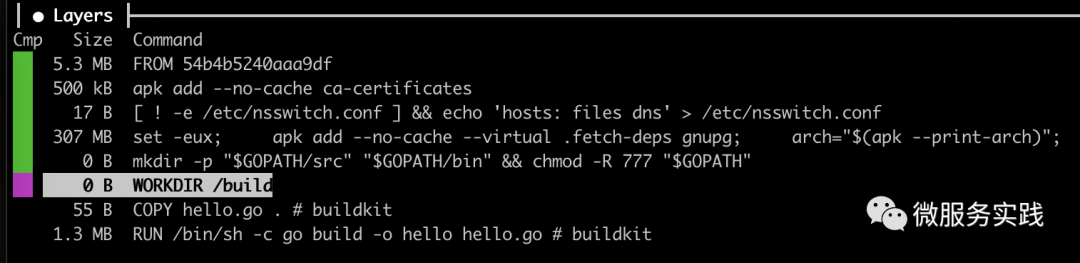 ● Layers
Cmp Size Command
5.3 MB FROM 54b4b5240aaa9df
500 kB apk add --no-cache ca-certificates
17 B [ ! -e /etc/nsswitch.conf ] && echo 'hosts: files dns' > /etc/nsswitch.conf
307 MB set -eux; apk add --no-cache --virtual .fetch-deps gnupg; arch="$(apk --print-arch)";
0 B mkdir -p "$GOPATH/src" "$GOPATH/bin" && chmod -R 777 "$GOPATH"
0 B WORKDIR /build
55 B COPY hello.go . # buildkit
1.3 MB RUN /bin/sh -c go build -o hello hello.go # buildkit
微服务实践